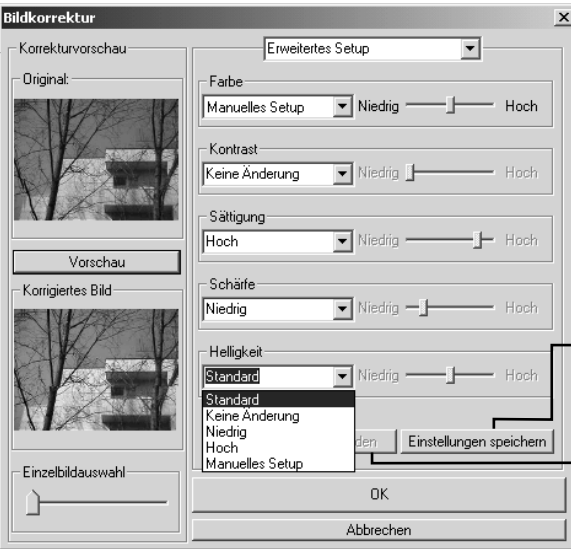 Bildkorrektur
Korrekturvorschau
Original:
Vorschau
Korrigiertes Bild
Einzelbildauswahl
Erweitertes Setup
Farbe
Manuelles Setup Niedrig Hoch
Kontrast
Keine Änderung Niedrig Hoch
Sättigung
Hoch Niedrig Hoch
Schärfe
Niedrig Niedrig Hoch
Helligkeit
Standard Niedrig Hoch
Standard
Keine Änderung
Niedrig
Hoch
Manuelles Setup
Einstellungen speichern
OK
Abbrechen